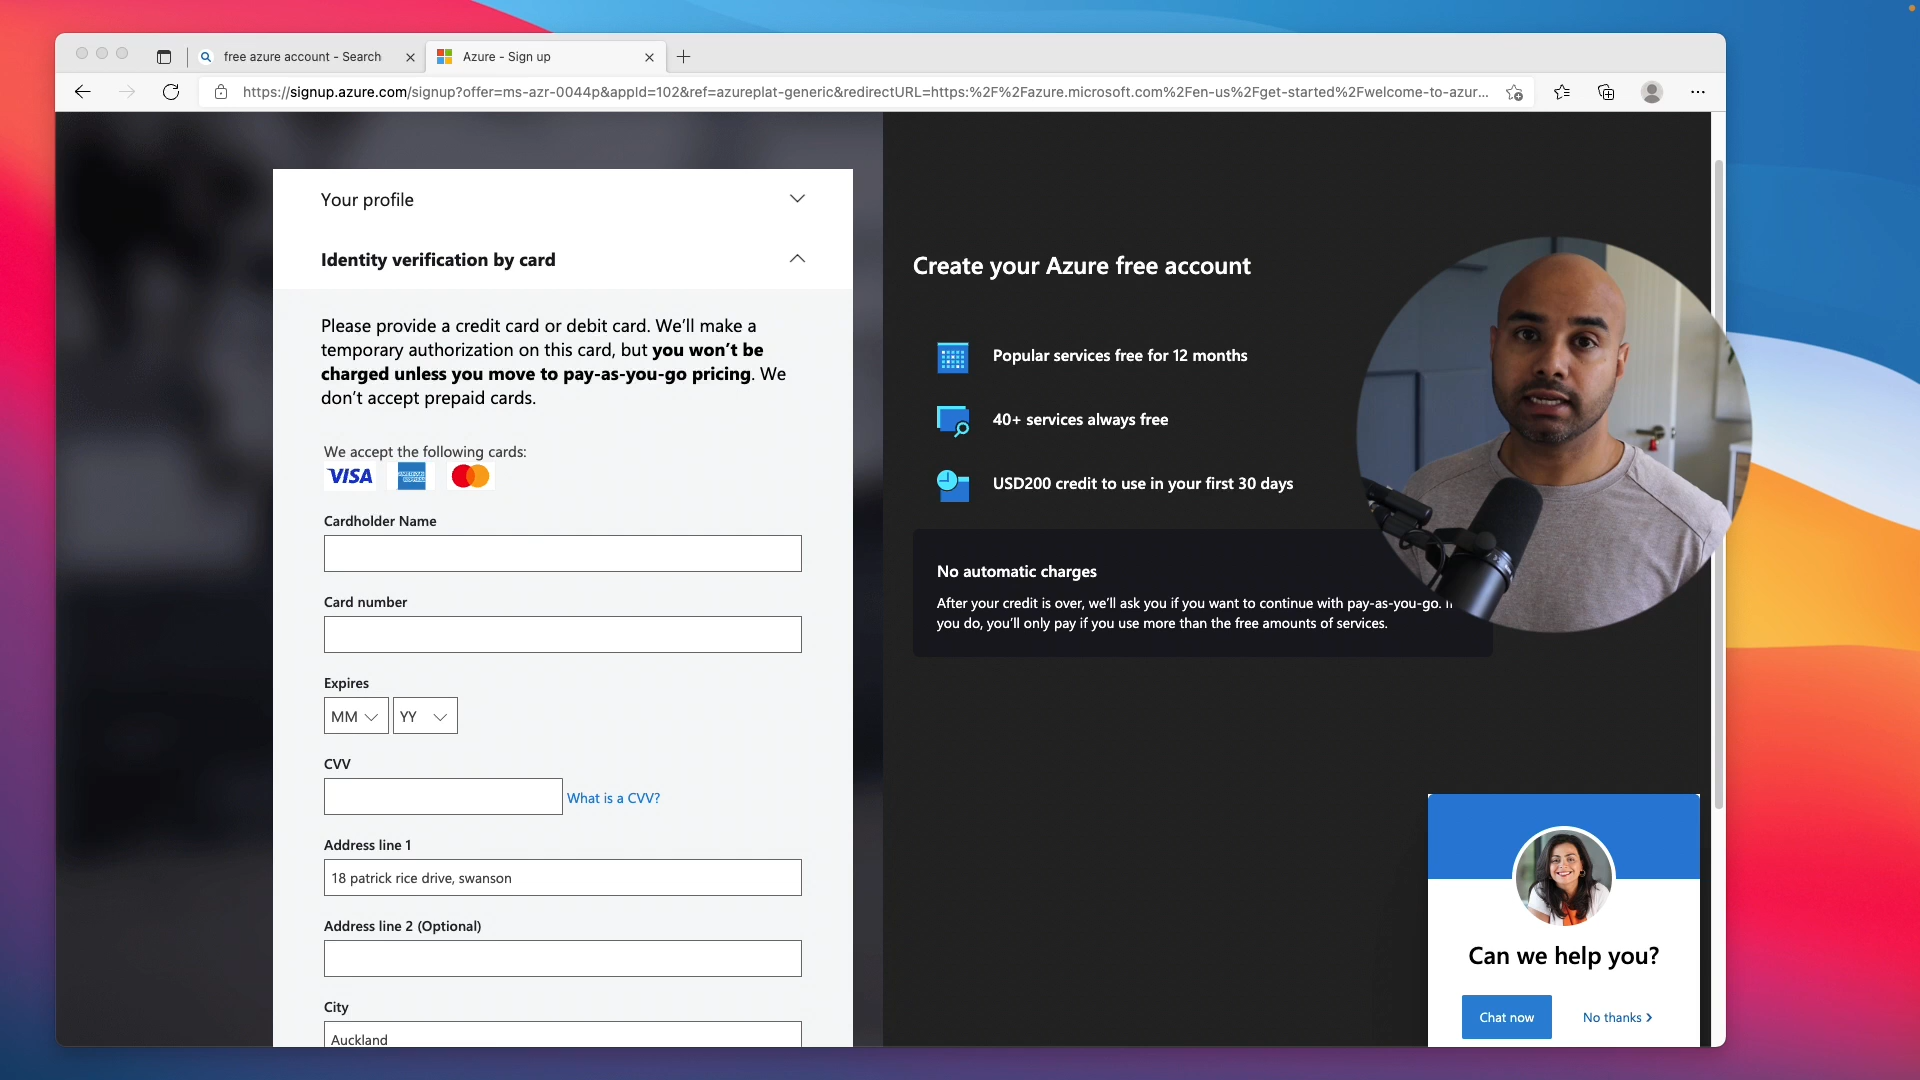 free azure account - Search
Azure - Sign up
https://signup.azure.com/signup?offer=ms-azr-0044p&appId=102&ref=azureplat-generic&redirectURL=https:%2F%2Fazure.microsoft.com%2Fen-us%2Fget-started%2Fwelcome-to-azur...
Your profile
Identity verification by card
Please provide a credit card or debit card. We'll make a
temporary authorization on this card, but you won't be
charged unless you move to pay-as-you-go pricing. We
don't accept prepaid cards.
We accept the following cards:
VISA
AMERICAN EXPRESS
Cardholder Name
Card number
Expires
MM
YY
CVV
What is a CVV?
Address line 1
18 patrick rice drive, swanson
Address line 2 (Optional)
City
Auckland
Create your Azure free account
Popular services free for 12 months
40+ services always free
USD200 credit to use in your first 30 days
No automatic charges
After your credit is over, we'll ask you if you want to continue with pay-as-you-go.
you do, you'll only pay if you use more than the free amounts of services.
Can we help you?
Chat now
No thanks